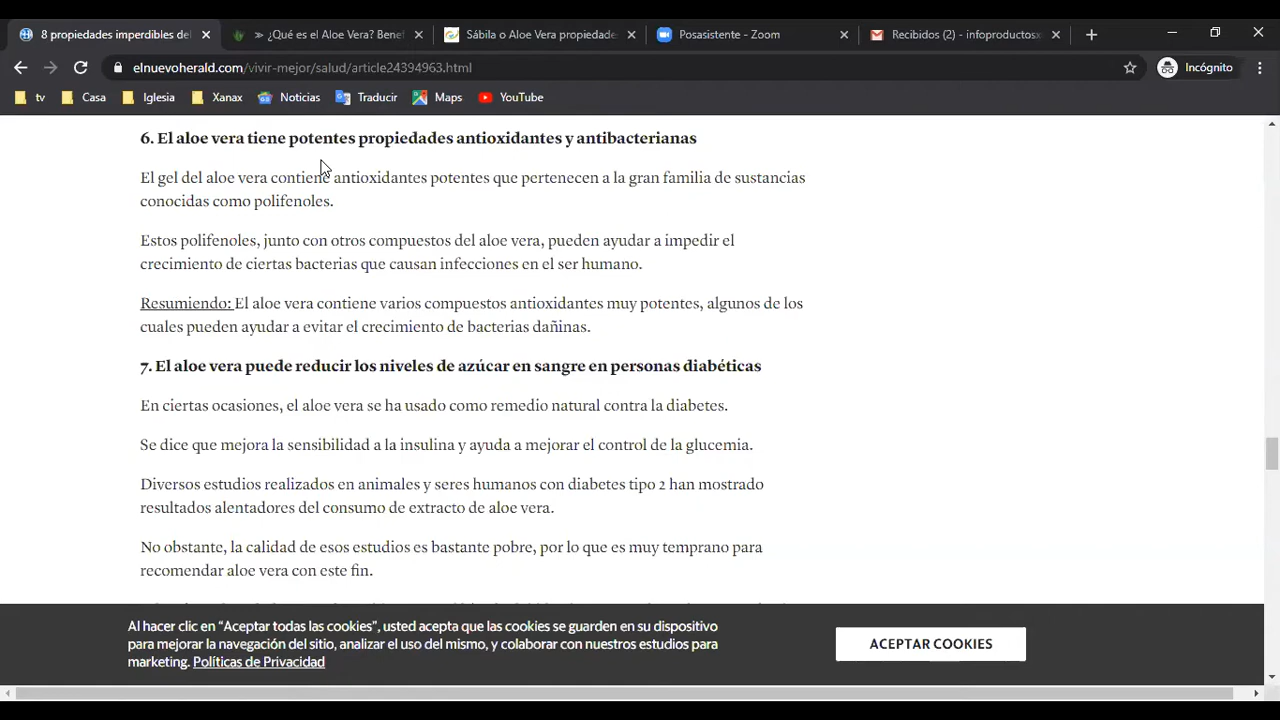 8 propiedades imperdibles del
≫ ¿Qué es el Aloe Vera? Benef
Sábila o Aloe Vera propiedades
Posasistente - Zoom
Recibidos (2) - infoproductosx
elnuevoherald.com/vivir-mejor/salud/article24394963.html
Incógnito
tv
Casa
Iglesia
Xanax
Noticias
Traducir
Maps
YouTube
6. El aloe vera tiene potentes propiedades antioxidantes y antibacterianas
El gel del aloe vera contiene antioxidantes potentes que pertenecen a la gran familia de sustancias
conocidas como polifenoles.
Estos polifenoles, junto con otros compuestos del aloe vera, pueden ayudar a impedir el
crecimiento de ciertas bacterias que causan infecciones en el ser humano.
Resumiendo: El aloe vera contiene varios compuestos antioxidantes muy potentes, algunos de los
cuales pueden ayudar a evitar el crecimiento de bacterias dañinas.
7. El aloe vera puede reducir los niveles de azúcar en sangre en personas diabéticas
En ciertas ocasiones, el aloe vera se ha usado como remedio natural contra la diabetes.
Se dice que mejora la sensibilidad a la insulina y ayuda a mejorar el control de la glucemia.
Diversos estudios realizados en animales y seres humanos con diabetes tipo 2 han mostrado
resultados alentadores del consumo de extracto de aloe vera.
No obstante, la calidad de esos estudios es bastante pobre, por lo que es muy temprano para
recomendar aloe vera con este fin.
Al hacer clic en “Aceptar todas las cookies”, usted acepta que las cookies se guarden en su dispositivo
para mejorar la navegación del sitio, analizar el uso del mismo, y colaborar con nuestros estudios para
marketing. Políticas de Privacidad
ACEPTAR COOKIES